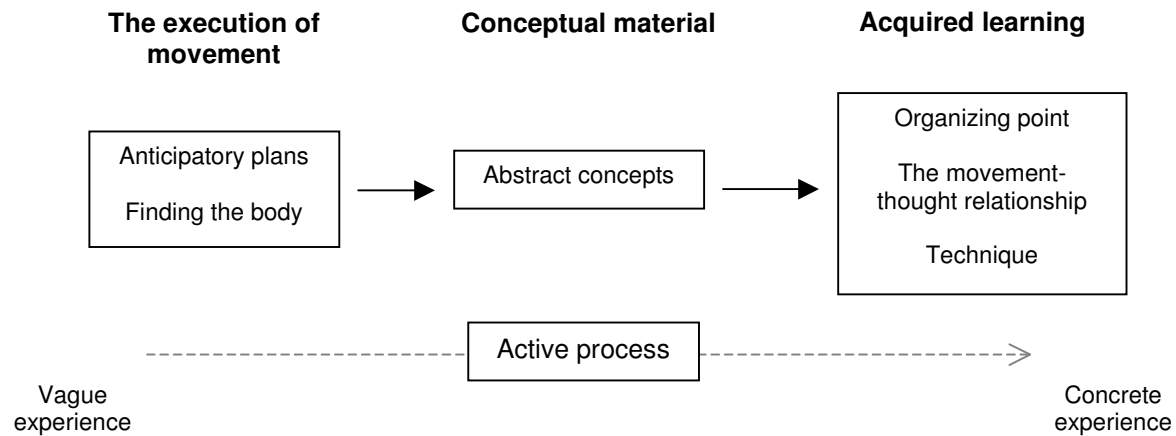 The execution of
movement
Conceptual material
Acquired learning
Anticipatory plans
Finding the body
Abstract concepts
Organizing point
The movement-
thought relationship
Technique
Active process
Vague
experience
Concrete
experience